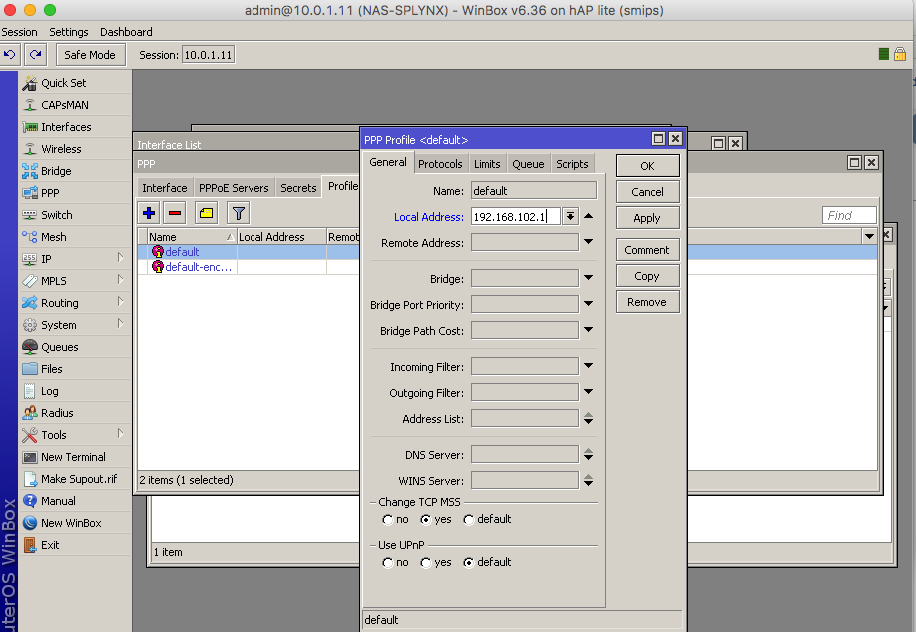 admin@10.0.1.11 (NAS-SPLYNX) - WinBox v6.36 on hAP lite (smips)
Session Settings Dashboard
Safe Mode Session: 10.0.1.11
Quick Set
CAPsMAN
Interfaces
Wireless
Bridge
PPP
Switch
Mesh
IP
MPLS
Routing
System
Queues
Files
Log
Radius
Tools
New Terminal
Make Supout.rif
Manual
New WinBox
Exit
uterOS WinBox
Interface List
PPP
Interface PPPoE Servers Secrets Profile
Find
Name Local Address Remot
default
default-enc...
2 items (1 selected)
1 item
PPP Profile <default>
General Protocols Limits Queue Scripts
Name: default
Local Address: 192.168.102.1
Remote Address:
Bridge:
Bridge Port Priority:
Bridge Path Cost:
Incoming Filter:
Outgoing Filter:
Address List:
DNS Server:
WINS Server:
Change TCP MSS
no yes default
Use UPnP
no yes default
OK
Cancel
Apply
Comment
Copy
Remove
default